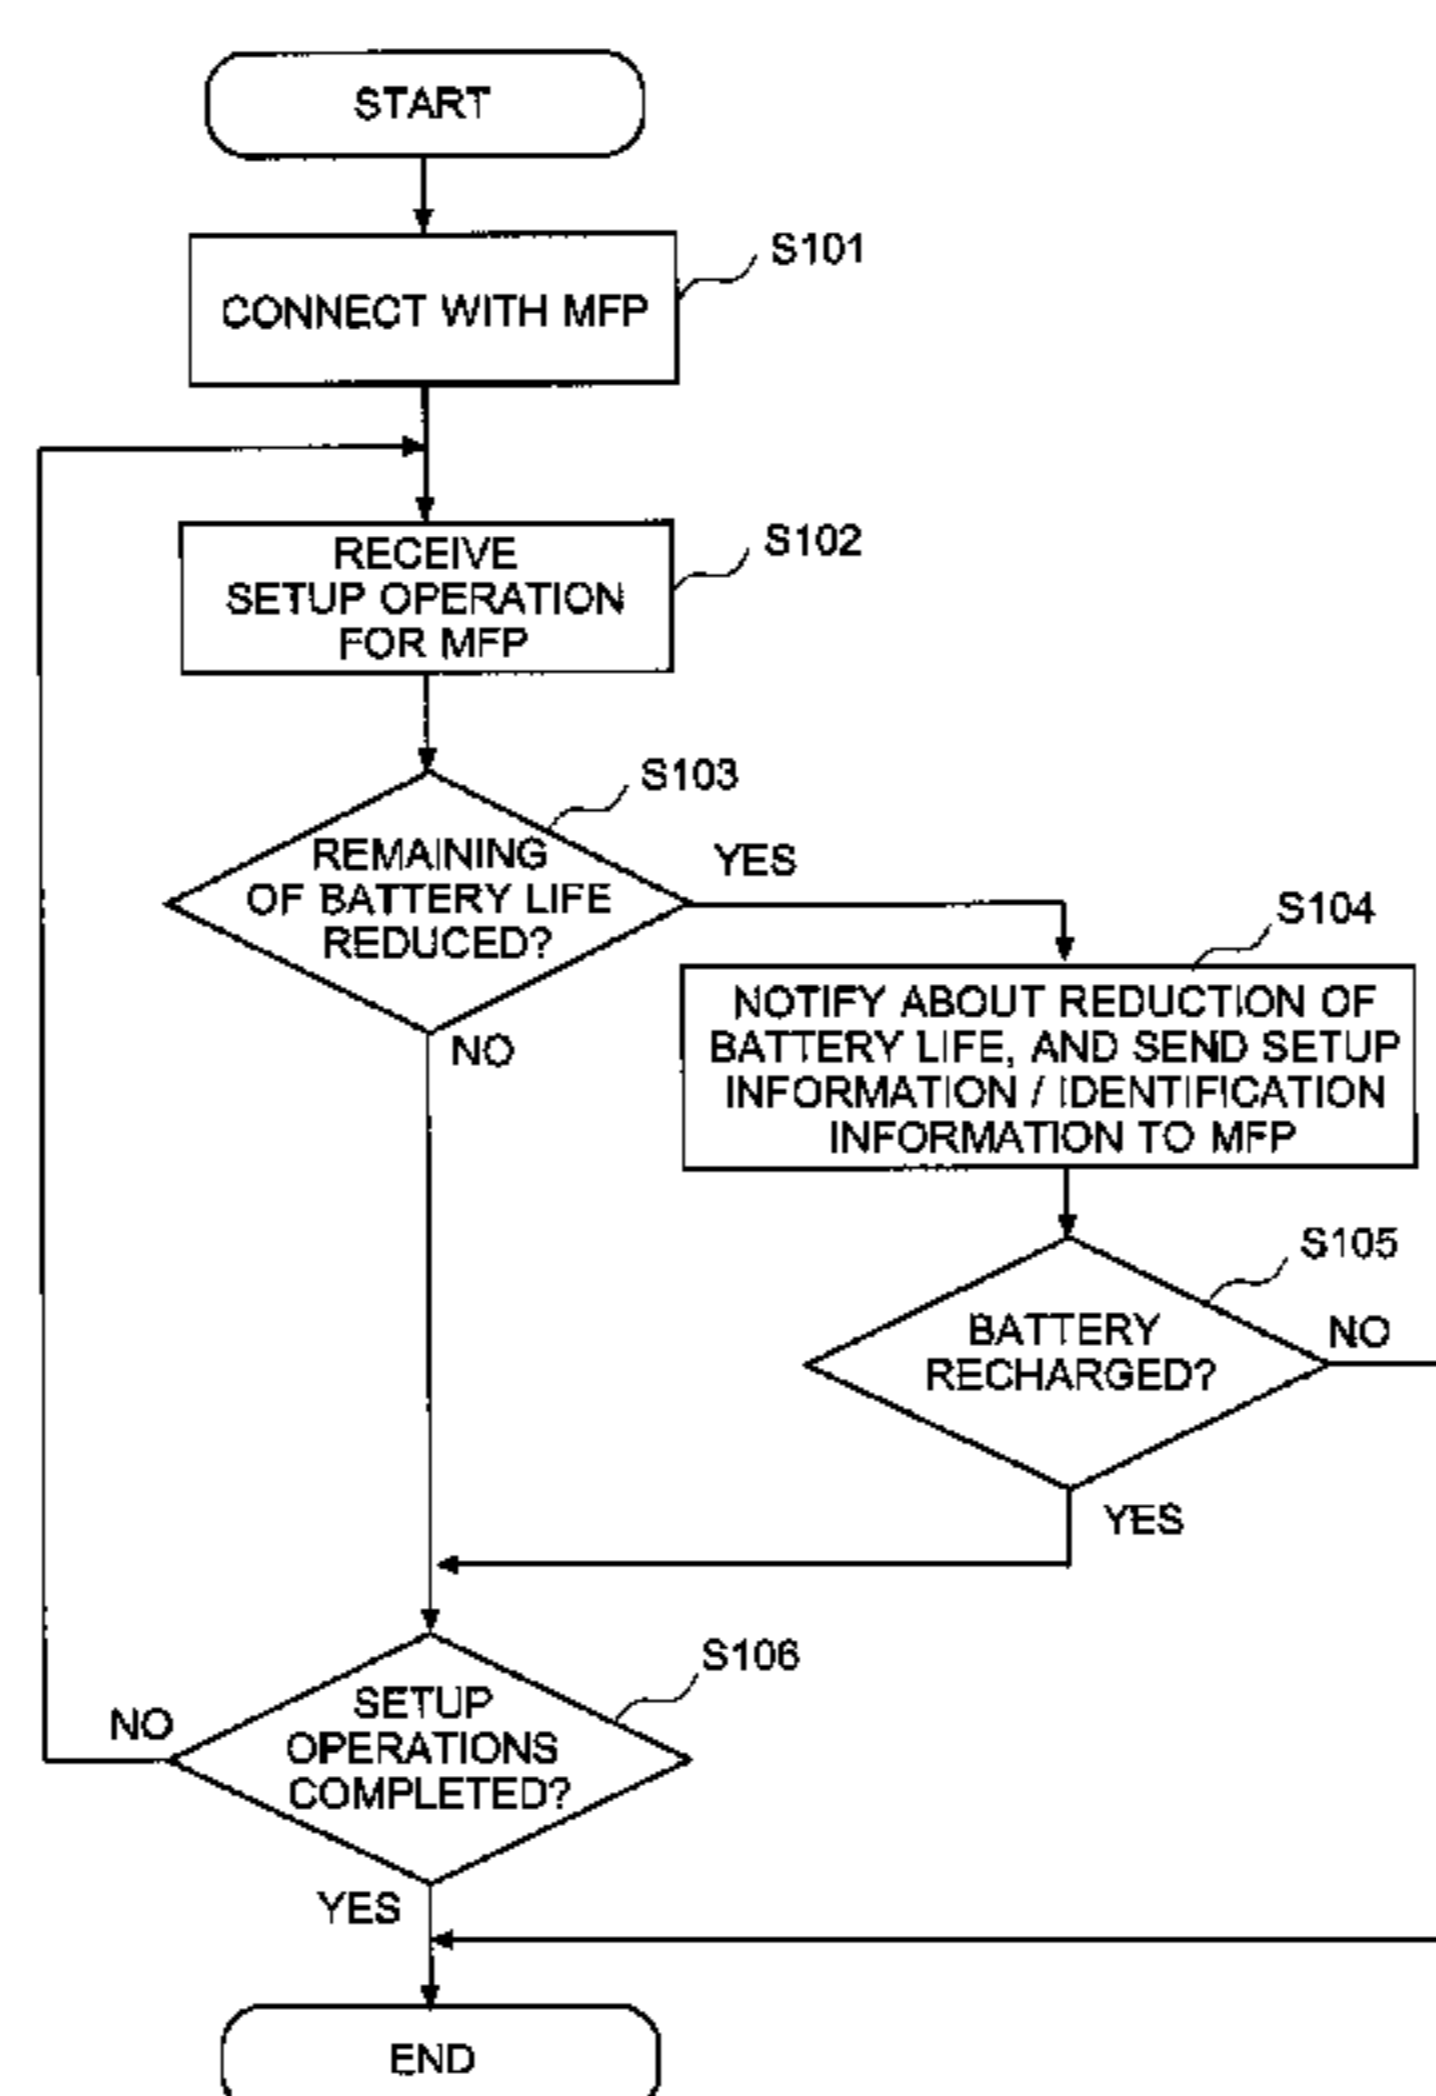 START
S101
CONNECT WITH MFP
S102
RECEIVE
SETUP OPERATION
FOR MFP
S103
REMAINING
OF BATTERY LIFE
REDUCED?
YES
NO
S104
NOTIFY ABOUT REDUCTION OF
BATTERY LIFE, AND SEND SETUP
INFORMATION / IDENTIFICATION
INFORMATION TO MFP
S105
BATTERY
RECHARGED?
NO
YES
S106
SETUP
OPERATIONS
COMPLETED?
NO
YES
END